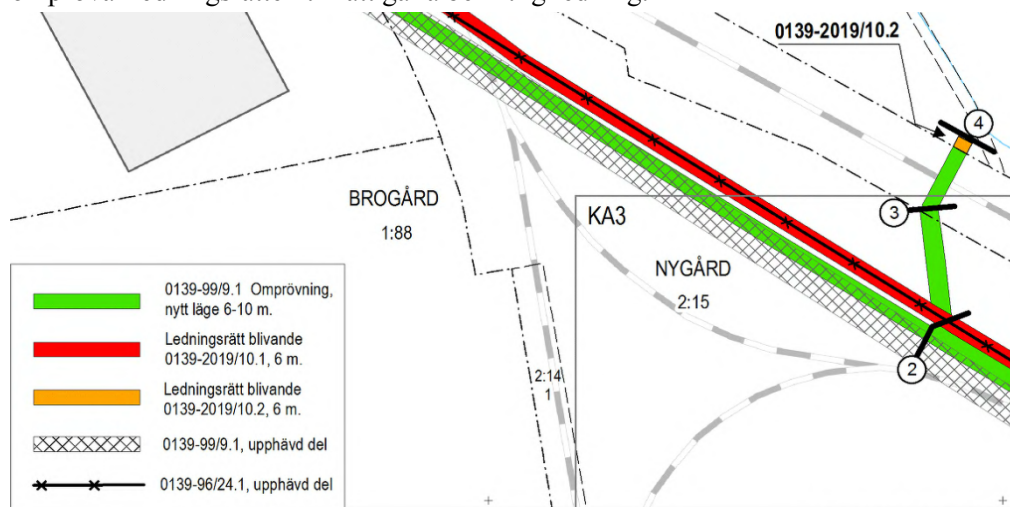 0139-2019/10.2
4
3
BROGÅRD
1:88
KA3
NYGÅRD
2:15
2
2:14
1
0139-99/9.1 Omprövning,
nytt läge 6-10 m.
Ledningsrätt blivande
0139-2019/10.1, 6 m.
Ledningsrätt blivande
0139-2019/10.2, 6 m.
0139-99/9.1, upphävd del
0139-96/24.1, upphävd del